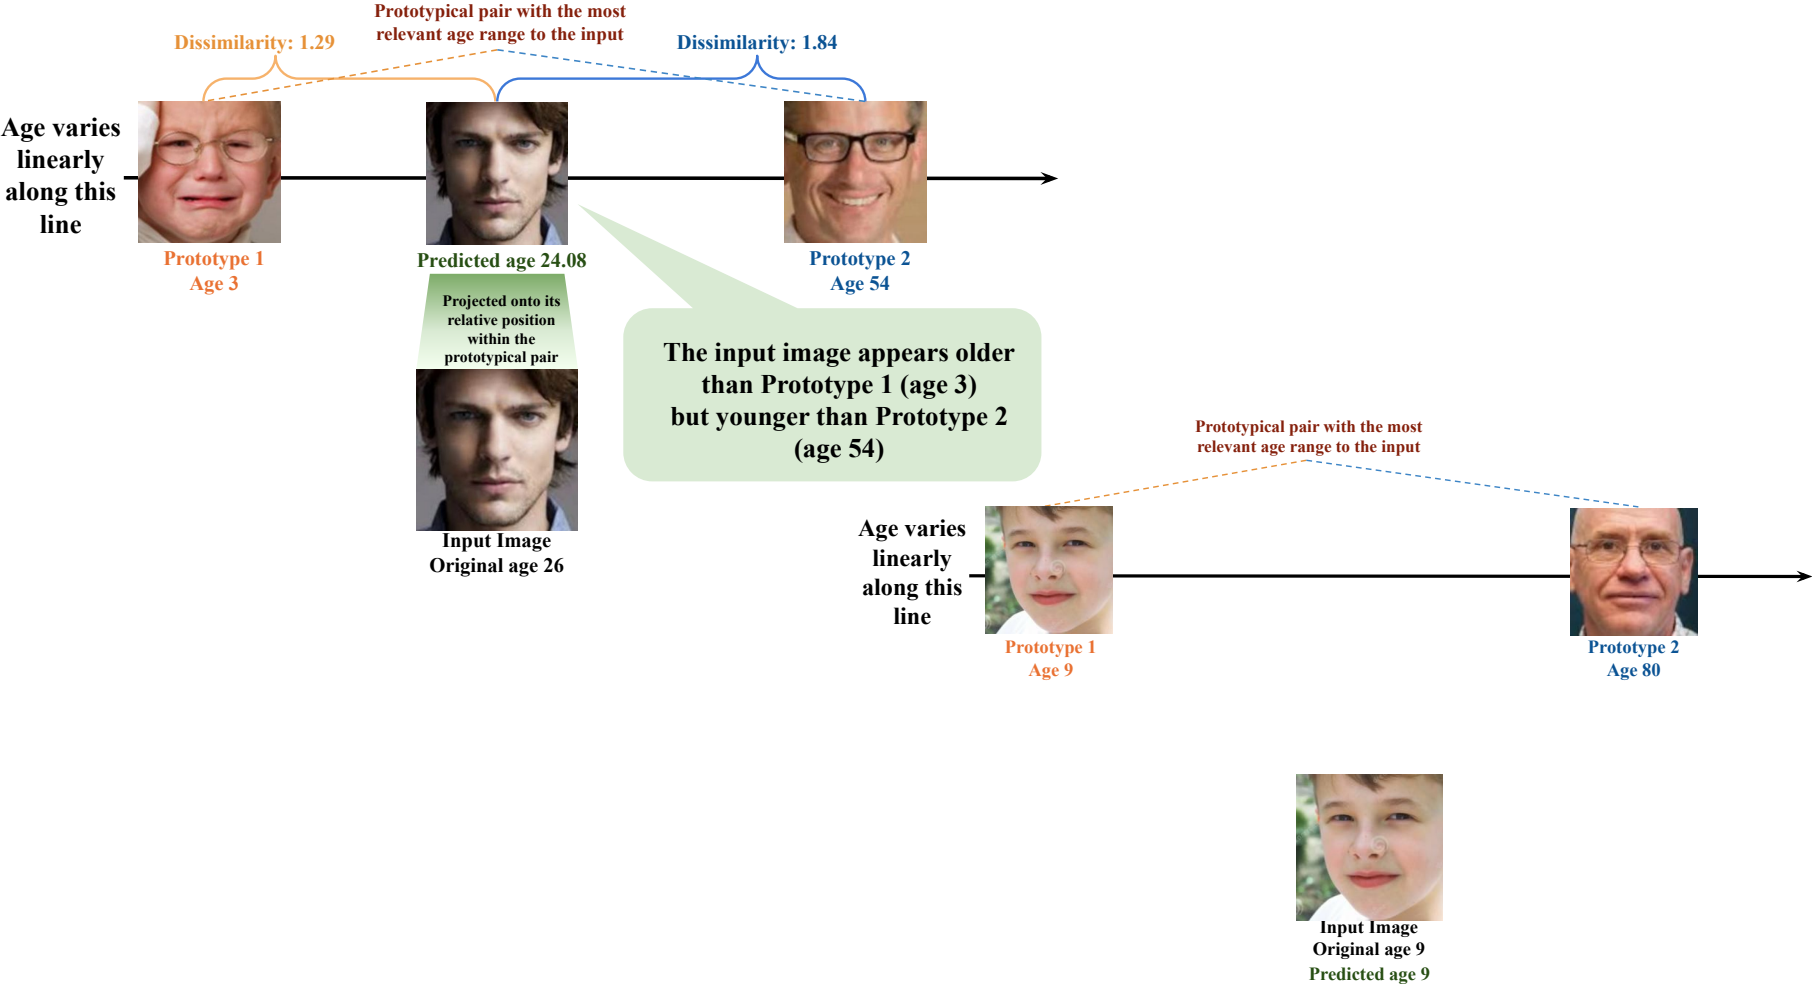 Prototypical pair with the most
relevant age range to the input
Dissimilarity: 1.29
Dissimilarity: 1.84
Age varies
linearly
along this
line
Prototype 1
Age 3
Predicted age 24.08
Prototype 2
Age 54
Projected onto its
relative position
within the
prototypical pair
The input image appears older
than Prototype 1 (age 3)
but younger than Prototype 2
(age 54)
Input Image
Original age 26
Prototypical pair with the most
relevant age range to the input
Age varies
linearly
along this
line
Prototype 1
Age 9
Prototype 2
Age 80
Input Image
Original age 9
Predicted age 9